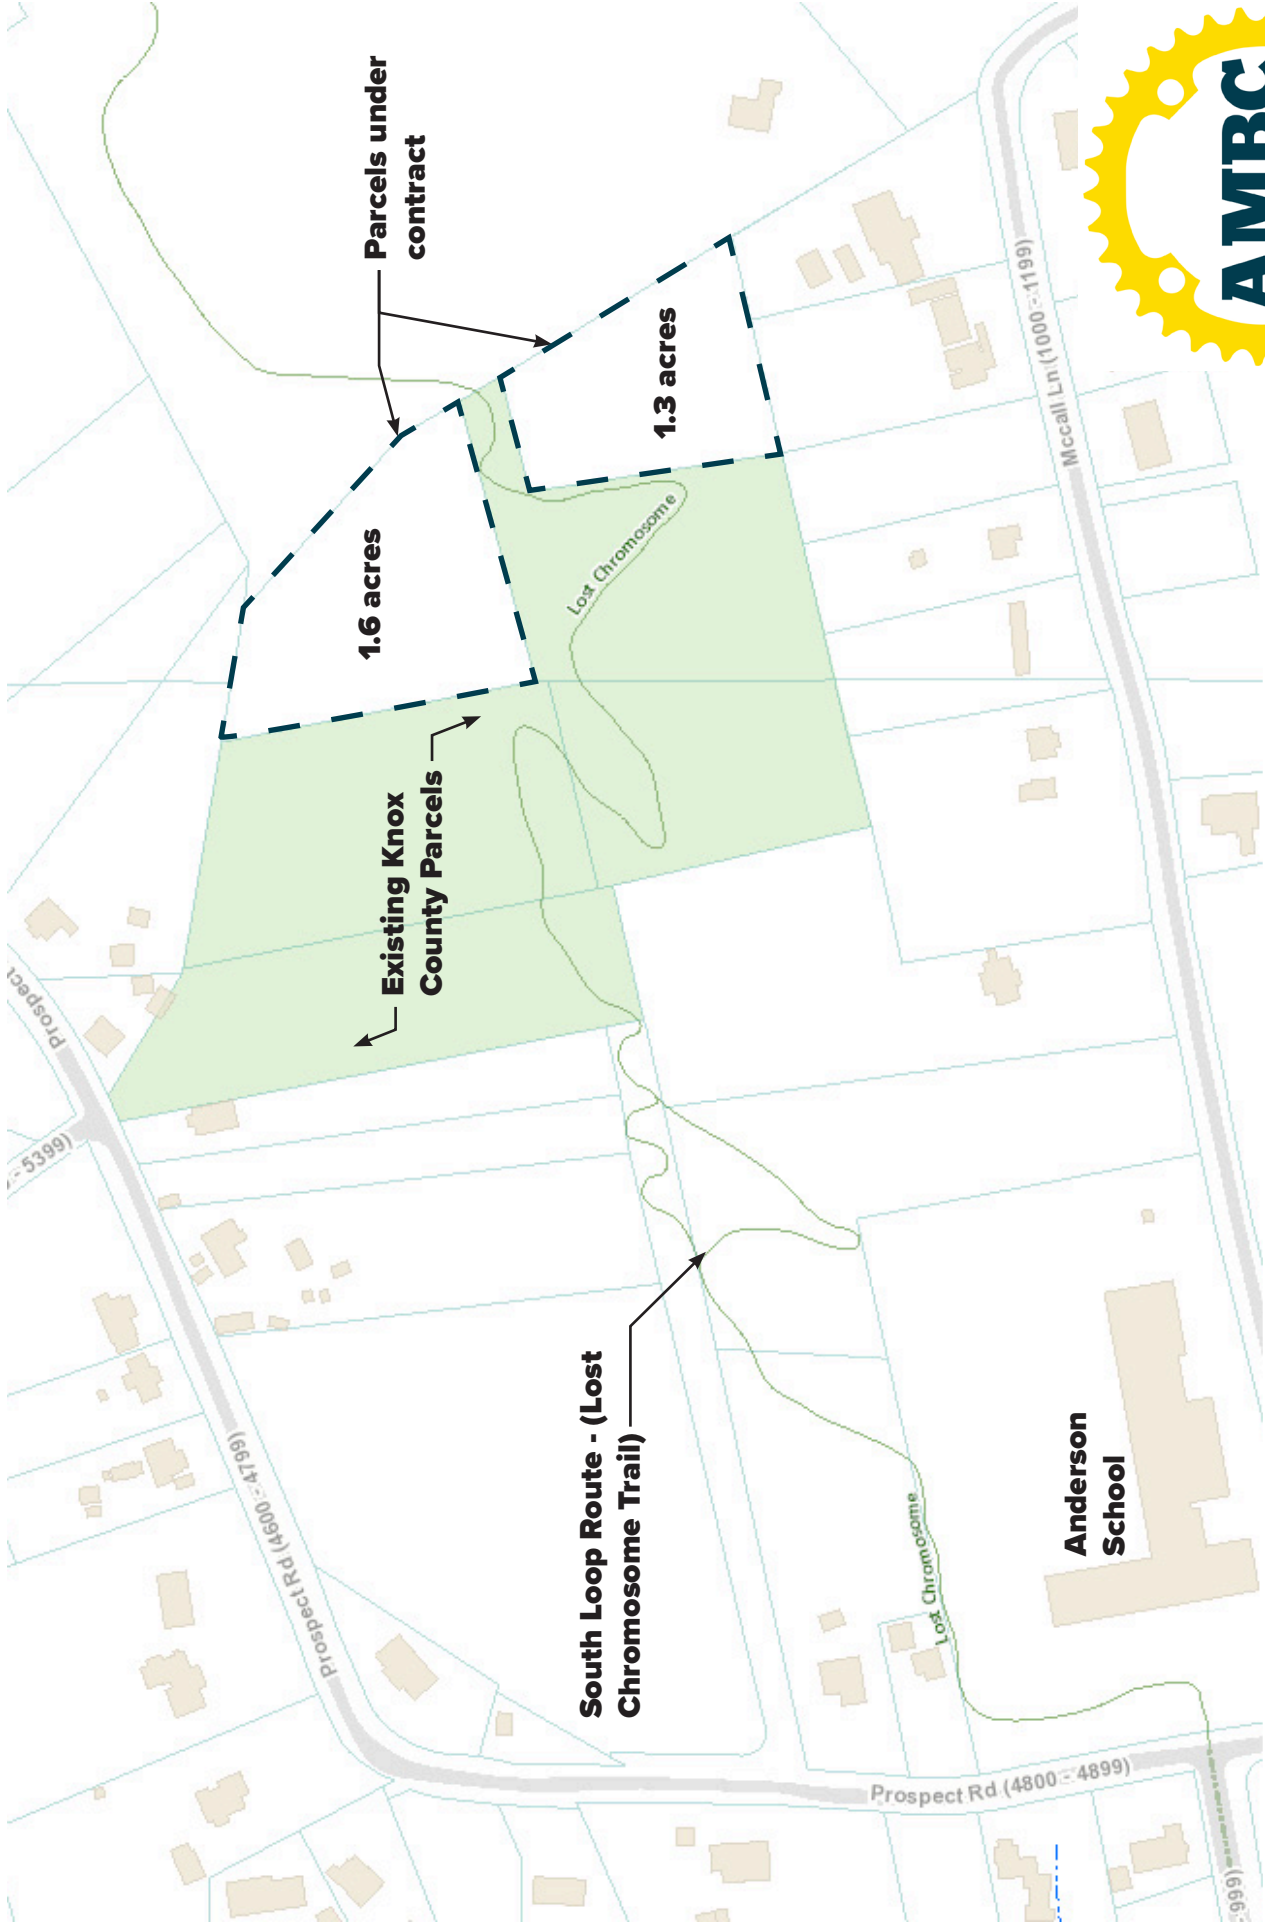 Parcels under
contract
1.3 acres
1.6 acres
Lost Chromosome
Existing Knox
County Parcels
Mccall Ln (1000 - 1199)
AMBC
Prospect
- 5399)
Prospect Rd (4600 - 4799)
South Loop Route - (Lost
Chromosome Trail)
Lost Chromosome
Anderson
School
Prospect Rd (4800 - 4899)
999)